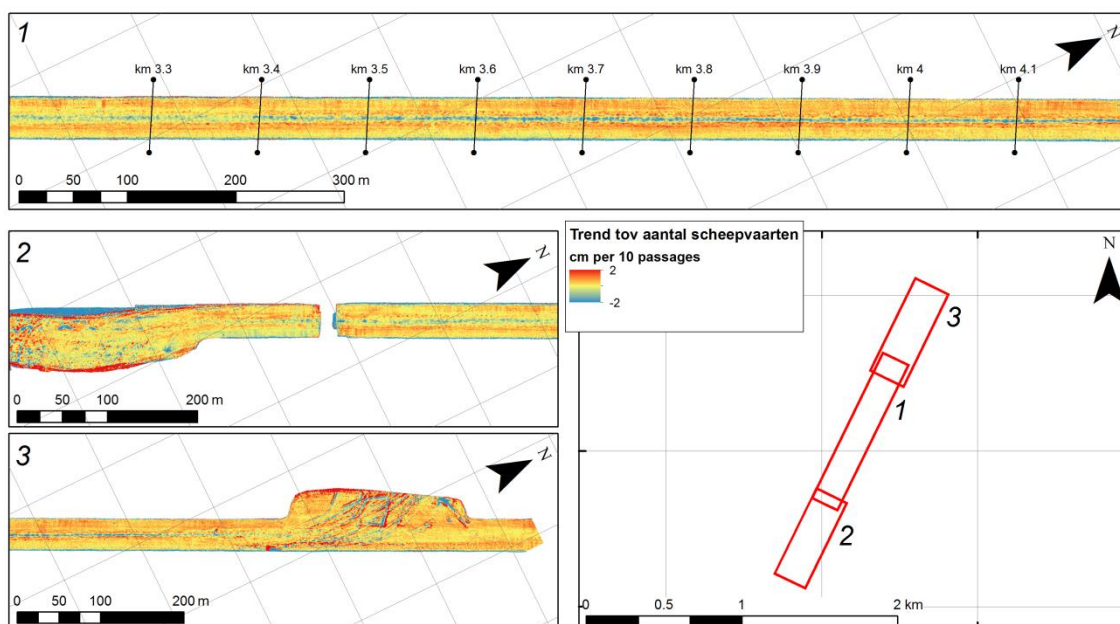 1
N
km 3.3 km 3.4 km 3.5 km 3.6 km 3.7 km 3.8 km 3.9 km 4 km 4.1
0 50 100 200 300 m
2
N
0 50 100 200 m
3
N
0 50 100 200 m
Trend tov aantal scheepvaarten
cm per 10 passages
2
-2
N
3
1
2
0 0.5 1 2 km